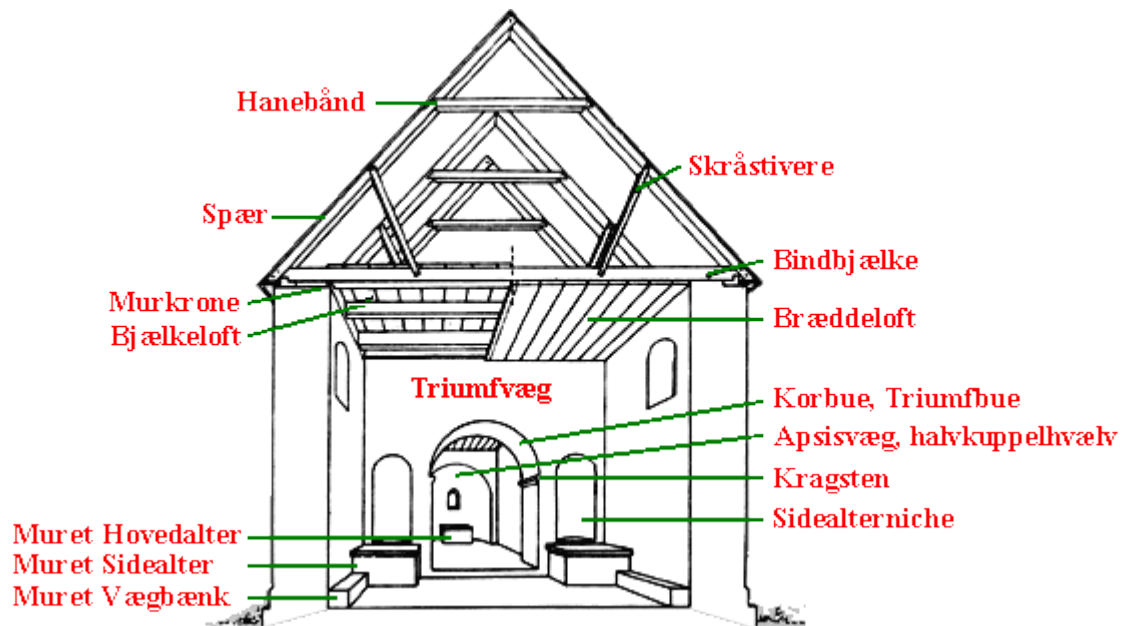 Hanebånd
Skråstivere
Spær
Bindbjælke
Murkrone
Bjælkeloft
Bræddeloft
Triumfvæg
Korbue, Triumfbue
Apsisvæg, halvkuppelhvælv
Kragsten
Sidealterniche
Muret Hovedalter
Muret Sidealter
Muret Vægbænk